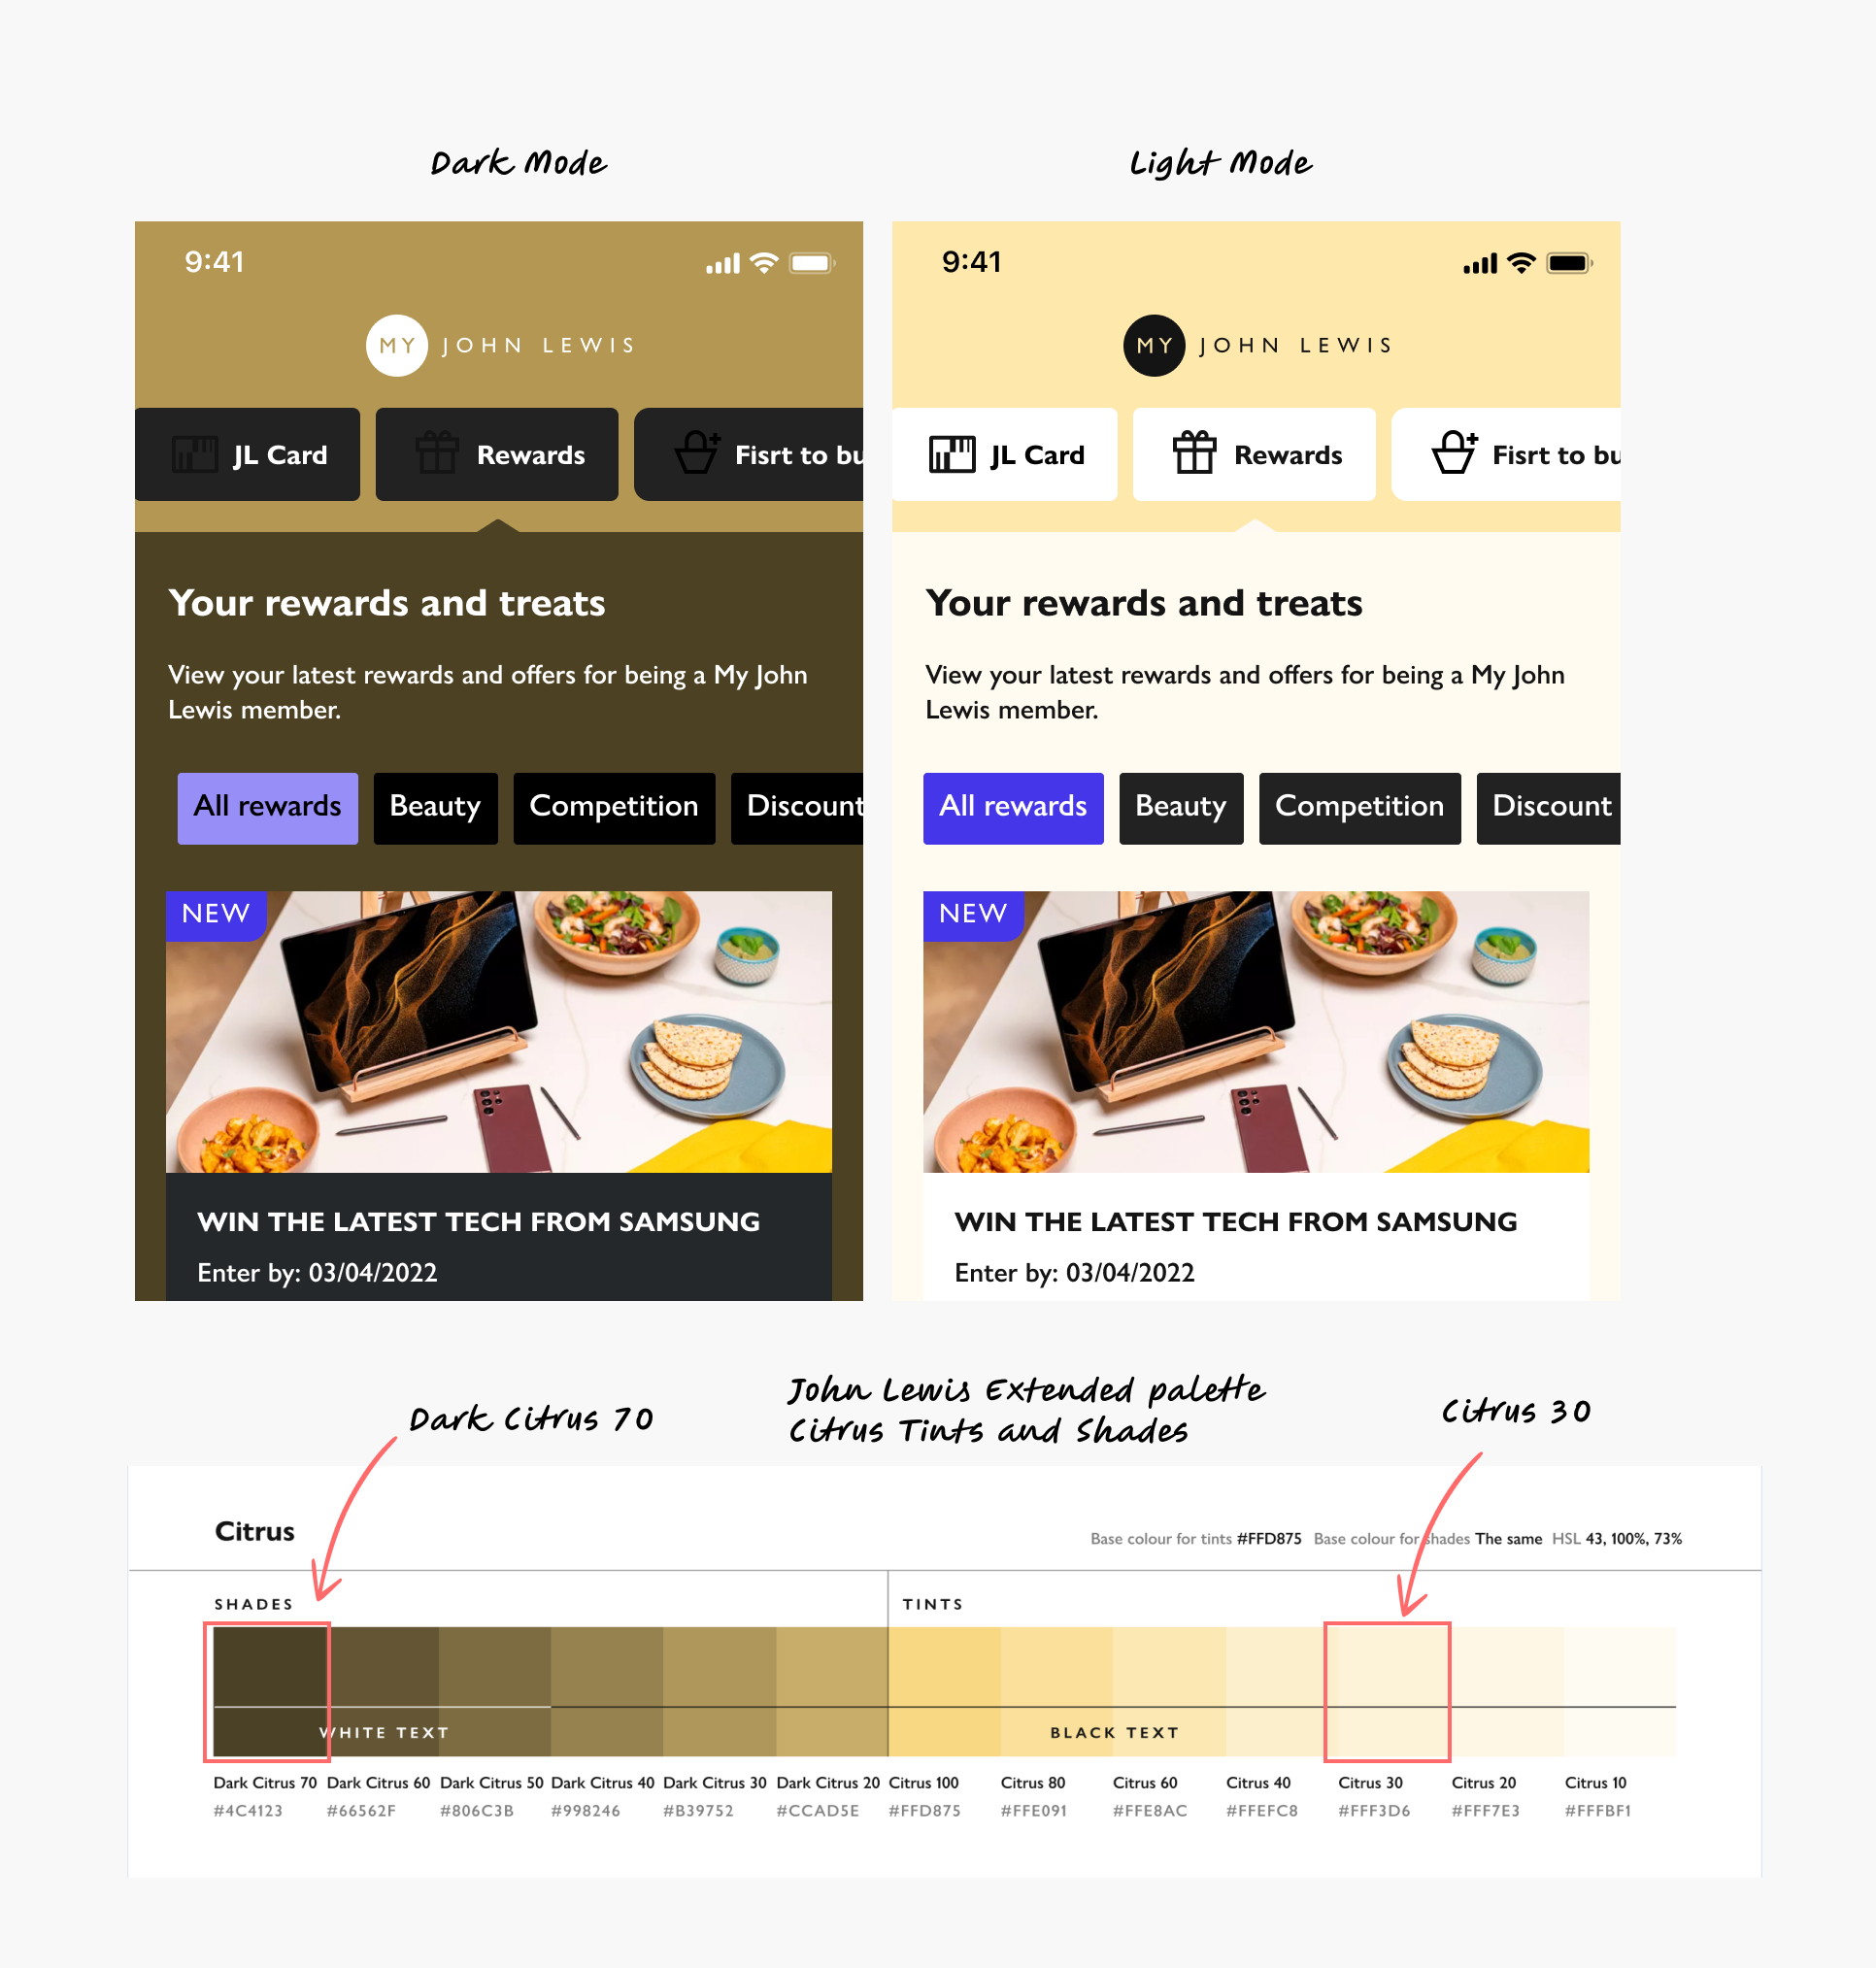 Dark Mode
Light Mode
9:41
MY JOHN LEWIS
JL Card
Rewards
Fisrt to bu
Your rewards and treats
View your latest rewards and offers for being a My John
Lewis member.
All rewards
Beauty
Competition
Discount
NEW
WIN THE LATEST TECH FROM SAMSUNG
Enter by: 03/04/2022
9:41
MY JOHN LEWIS
JL Card
Rewards
Fisrt to bu
Your rewards and treats
View your latest rewards and offers for being a My John
Lewis member.
All rewards
Beauty
Competition
Discount
NEW
WIN THE LATEST TECH FROM SAMSUNG
Enter by: 03/04/2022
Dark Citrus 70
John Lewis Extended palette
Citrus Tints and Shades
Citrus 30
Citrus
Base colour for tints #FFD875 Base colour for shades The same HSL 43, 100%, 73%
SHADES
TINTS
WHITE TEXT
BLACK TEXT
Dark Citrus 70 Dark Citrus 60 Dark Citrus 50 Dark Citrus 40 Dark Citrus 30 Dark Citrus 20 Citrus 100 Citrus 80 Citrus 60 Citrus 40 Citrus 30 Citrus 20 Citrus 10
#4C4123 #66562F #806C3B #998246 #B39752 #CCAD5E #FFD875 #FFE091 #FFE8AC #FFEFC8 #FFF3D6 #FFF7E3 #FFFBF1